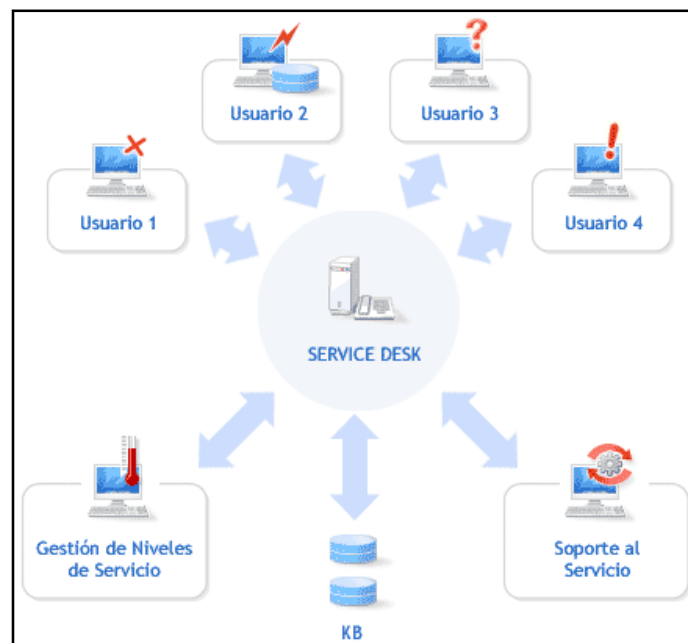 Usuario 2
Usuario 3
Usuario 1
Usuario 4
SERVICE DESK
Gestión de Niveles
de Servicio
Soporte al
Servicio
KB